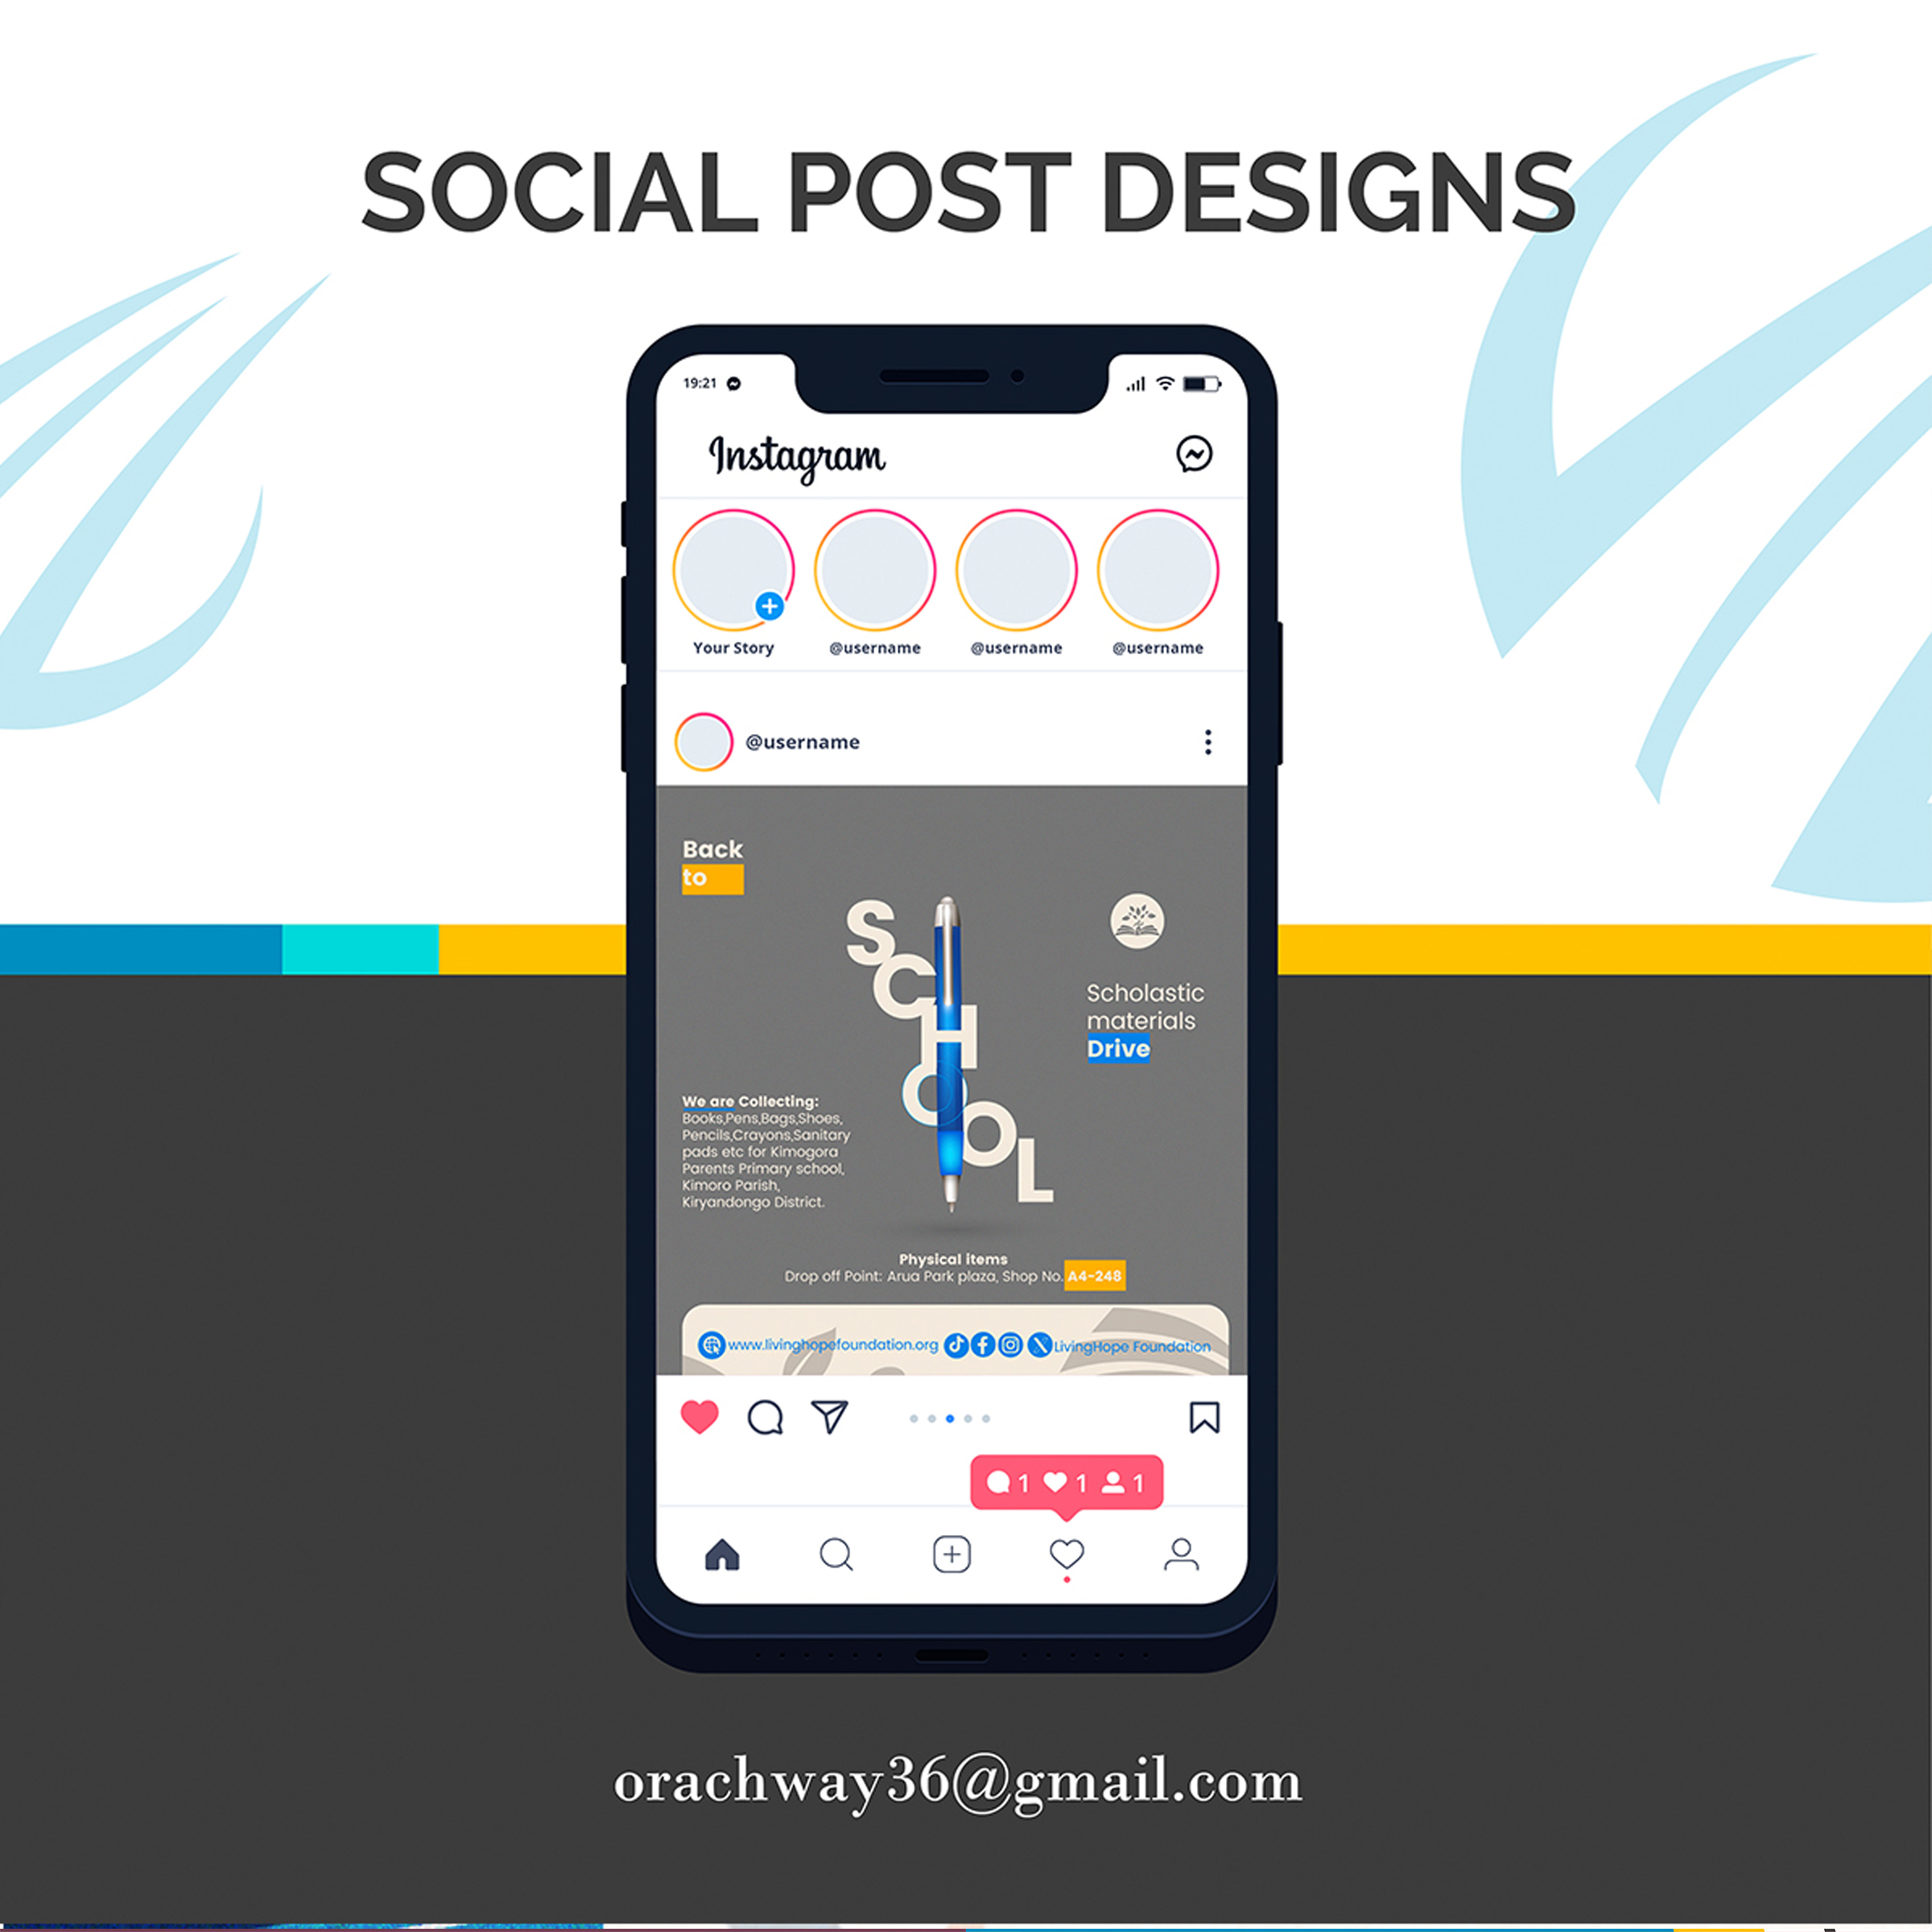 SOCIAL POST DESIGNS
19:21
Instagram
Your Story
@username
@username
@username
@username
Back
to
SCHOOL
Scholastic
materials
Drive
We are Collecting:
Books,Pens,Bags,Shoes,
Pencils,Crayons,Sanitary
pads etc for Kimogora
Parents Primary school,
Kimoro Parish,
Kiryandongo District.
Physical items
Drop off Point: Arua Park plaza, Shop No. A4-248
www.livinghopefoundation.org LivingHope Foundation
1 1 1
orachway36@gmail.com